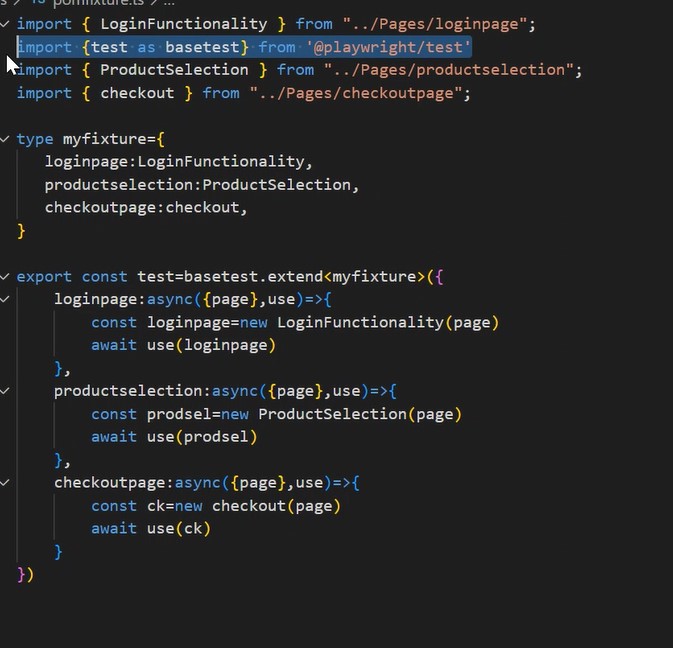 pomfixture.ts > ...
import { LoginFunctionality } from "../Pages/loginpage";
import {test as basetest} from '@playwright/test'
import { ProductSelection } from "../Pages/productselection";
import { checkout } from "../Pages/checkoutpage";
type myfixture={
loginpage:LoginFunctionality,
productselection:ProductSelection,
checkoutpage:checkout,
}
export const test=basetest.extend<myfixture>({
loginpage:async({page},use)=>{
const loginpage=new LoginFunctionality(page)
await use(loginpage)
},
productselection:async({page},use)=>{
const prodsel=new ProductSelection(page)
await use(prodsel)
},
checkoutpage:async({page},use)=>{
const ck=new checkout(page)
await use(ck)
}
})